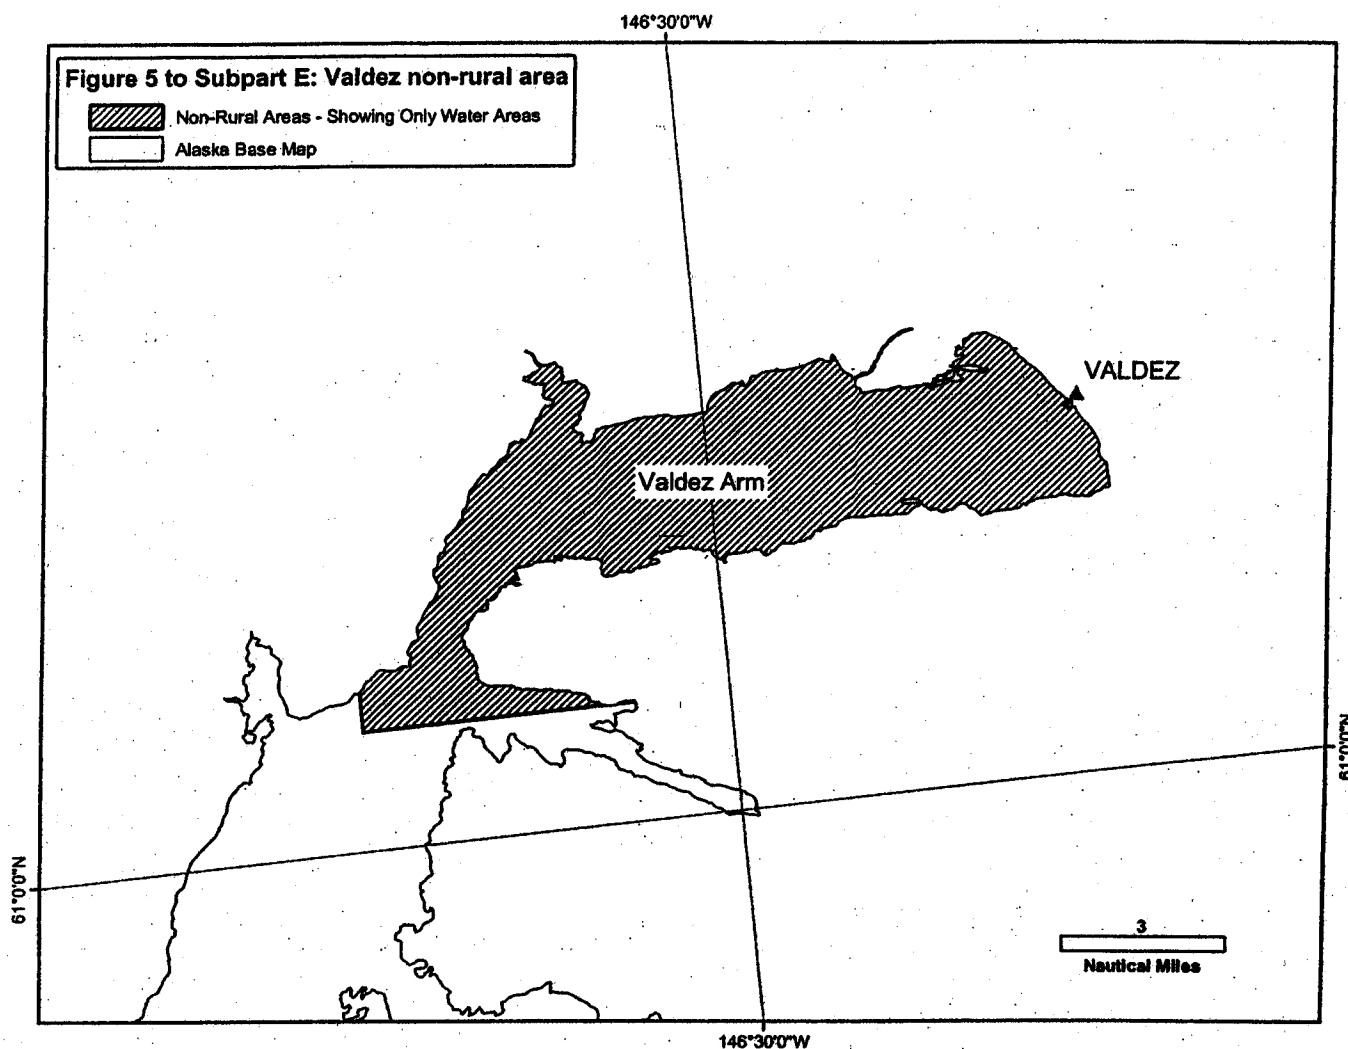 146°30'0"W
Figure 5 to Subpart E: Valdez non-rural area
Non-Rural Areas - Showing Only Water Areas
Alaska Base Map
VALDEZ
Valdez Arm
61°0'0"N
61°0'0"N
3
Nautical Miles
146°30'0"W